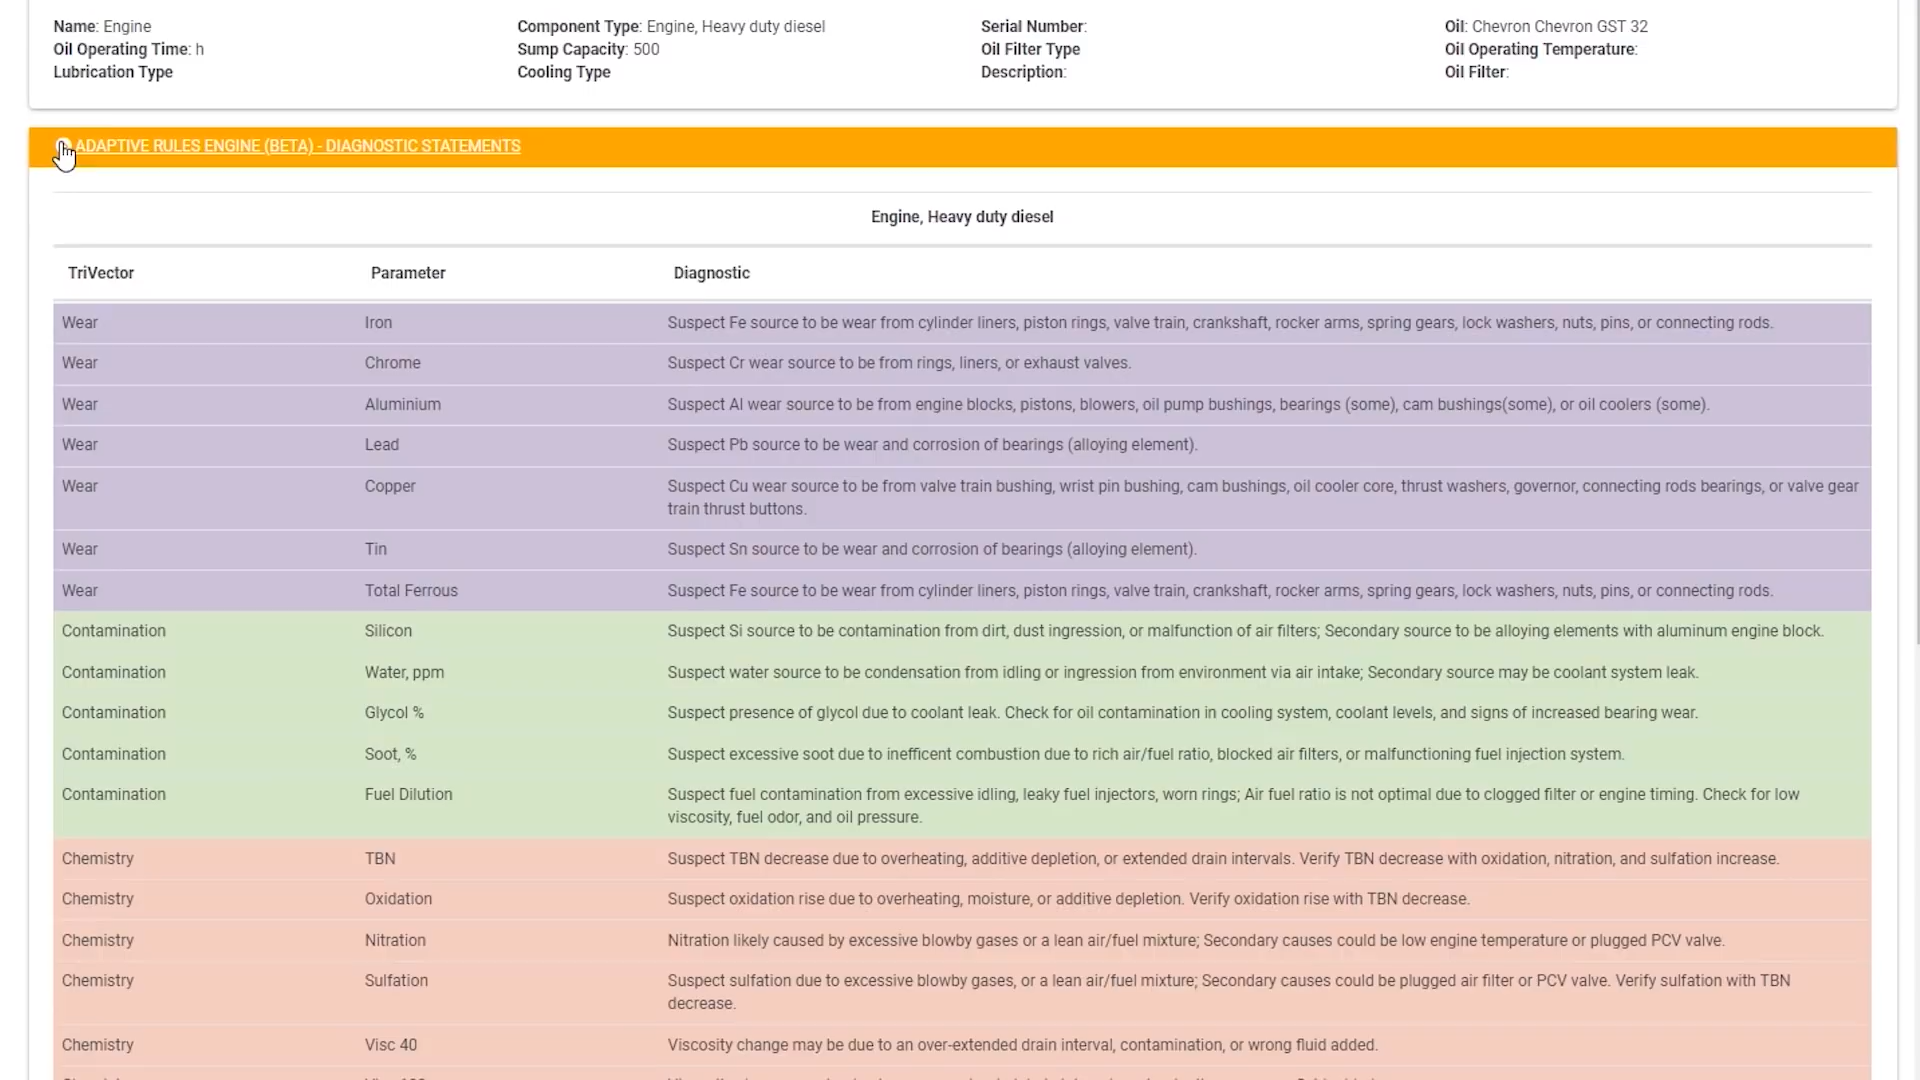 Name: Engine
Component Type: Engine, Heavy duty diesel
Serial Number:
Oil: Chevron Chevron GST 32
Oil Operating Time: h
Sump Capacity: 500
Oil Filter Type
Oil Operating Temperature:
Lubrication Type
Cooling Type
Description:
Oil Filter:
ADAPTIVE RULES ENGINE (BETA) - DIAGNOSTIC STATEMENTS
Engine, Heavy duty diesel
TriVector Parameter Diagnostic
Wear Iron Suspect Fe source to be wear from cylinder liners, piston rings, valve train, crankshaft, rocker arms, spring gears, lock washers, nuts, pins, or connecting rods.
Wear Chrome Suspect Cr wear source to be from rings, liners, or exhaust valves.
Wear Aluminium Suspect Al wear source to be from engine blocks, pistons, blowers, oil pump bushings, bearings (some), cam bushings(some), or oil coolers (some).
Wear Lead Suspect Pb source to be wear and corrosion of bearings (alloying element).
Wear Copper Suspect Cu wear source to be from valve train bushing, wrist pin bushing, cam bushings, oil cooler core, thrust washers, governor, connecting rods bearings, or valve gear
train thrust buttons.
Wear Tin Suspect Sn source to be wear and corrosion of bearings (alloying element).
Wear Total Ferrous Suspect Fe source to be wear from cylinder liners, piston rings, valve train, crankshaft, rocker arms, spring gears, lock washers, nuts, pins, or connecting rods.
Contamination Silicon Suspect Si source to be contamination from dirt, dust ingression, or malfunction of air filters; Secondary source to be alloying elements with aluminum engine block.
Contamination Water, ppm Suspect water source to be condensation from idling or ingression from environment via air intake; Secondary source may be coolant system leak.
Contamination Glycol % Suspect presence of glycol due to coolant leak. Check for oil contamination in cooling system, coolant levels, and signs of increased bearing wear.
Contamination Soot, % Suspect excessive soot due to inefficent combustion due to rich air/fuel ratio, blocked air filters, or malfunctioning fuel injection system.
Contamination Fuel Dilution Suspect fuel contamination from excessive idling, leaky fuel injectors, worn rings; Air fuel ratio is not optimal due to clogged filter or engine timing. Check for low
viscosity, fuel odor, and oil pressure.
Chemistry TBN Suspect TBN decrease due to overheating, additive depletion, or extended drain intervals. Verify TBN decrease with oxidation, nitration, and sulfation increase.
Chemistry Oxidation Suspect oxidation rise due to overheating, moisture, or additive depletion. Verify oxidation rise with TBN decrease.
Chemistry Nitration Nitration likely caused by excessive blowby gases or a lean air/fuel mixture; Secondary causes could be low engine temperature or plugged PCV valve.
Chemistry Sulfation Suspect sulfation due to excessive blowby gases, or a lean air/fuel mixture; Secondary causes could be plugged air filter or PCV valve. Verify sulfation with TBN
decrease.
Chemistry Visc 40 Viscosity change may be due to an over-extended drain interval, contamination, or wrong fluid added.